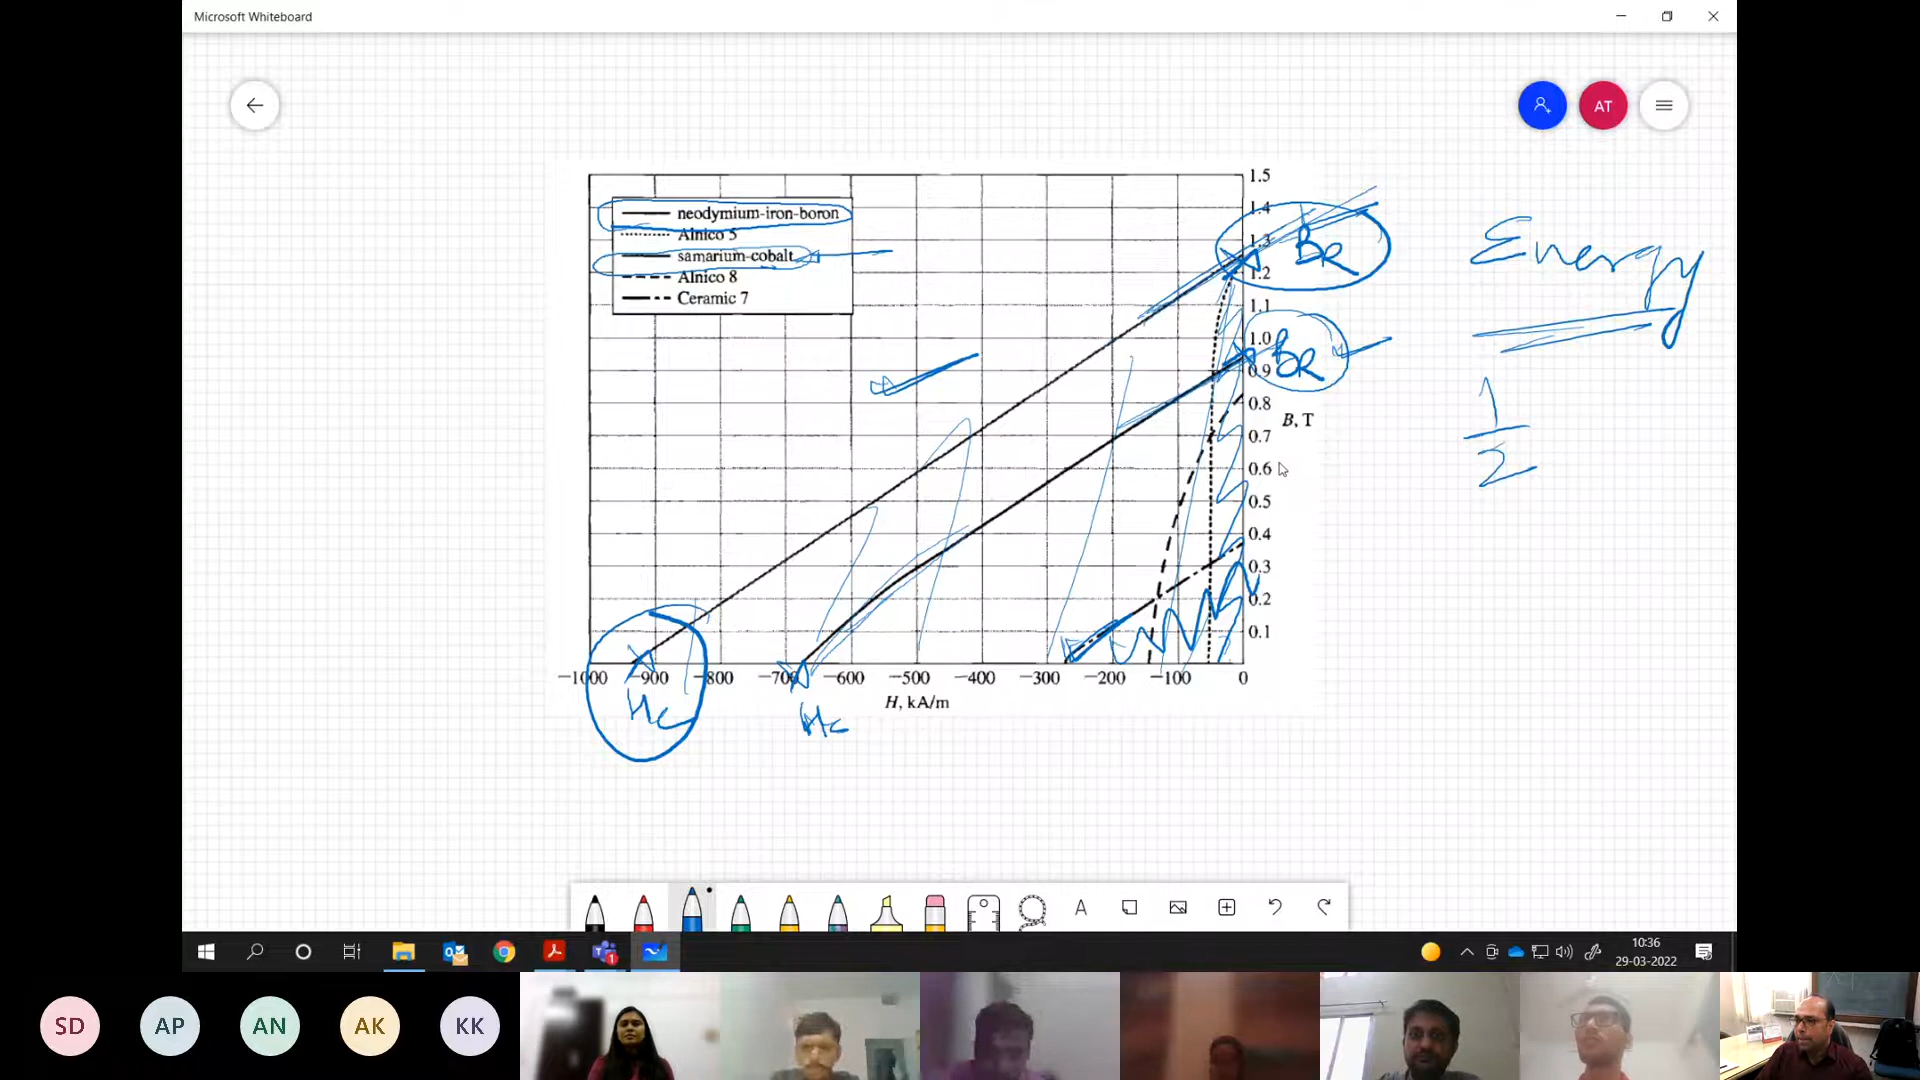 Microsoft Whiteboard
AT
neodymium-iron-boron
Alnico 5
samarium-cobalt
Alnico 8
Ceramic 7
1.5
1.4
1.3
1.2
1.1
1.0
0.9
0.8
0.7
0.6
0.5
0.4
0.3
0.2
0.1
B, T
BR
BR
Energy
1
2
−1000
−900
−800
−700
−600
−500
−400
−300
−200
−100
0
H, kA/m
Hc
Hc
A
1
10:36
29-03-2022
SD
AP
AN
AK
KK